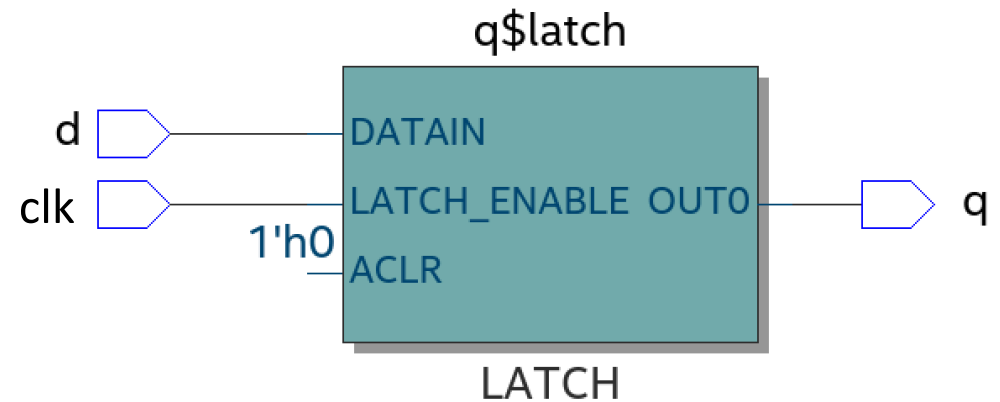 q$latch
d
DATAIN
clk
LATCH_ENABLE OUT0
q
1'h0
ACLR
LATCH